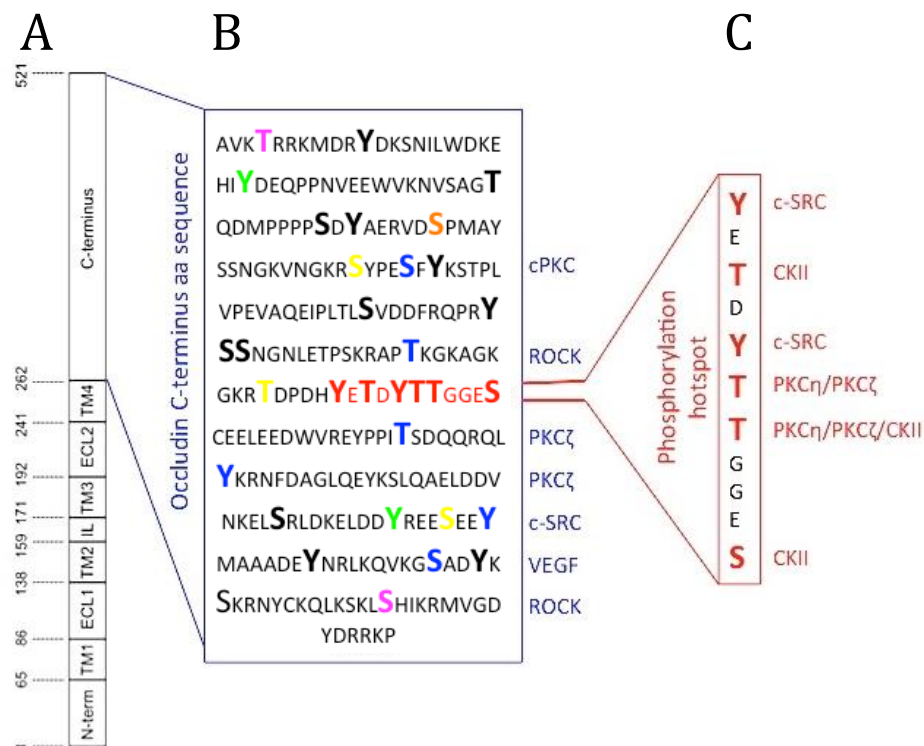 A
B
C
521
262
241
192
171
159
138
86
65
C-terminus
TM4
ECL2
TM3
IL
TM2
ECL1
TM1
N-term
Occludin C-terminus aa sequence
AVKTRRKMDRYDKSNILWDKE
HIYDEQPPNVEEWVKNVSAGT
QDMPPPPSDYAERVDSPMAY
SSNGKVNGKRSYPESFYKSTPL
VPEVAQEIPLTLSVDDFRQPRY
SSNGNLETPSKRAPTKGKAGK
GKRTDPDHYETDYTTGGES
CEELEEDWVREYPPITSDQQRQL
YKRNFDAGLQEYKSLQAELDDV
NKELSRLDKELDDYREESEEY
MAAADEYNRLKQVKGSADYK
SKRNYCKQLKSKLSHIKRMVGD
YDRRKP
cPKC
ROCK
PKCζ
PKCζ
c-SRC
VEGF
ROCK
Phosphorylation
hotspot
Y c-SRC
E
T CKII
D
Y c-SRC
T PKCη/PKCζ
T PKCη/PKCζ/CKII
G
G
E
S CKII